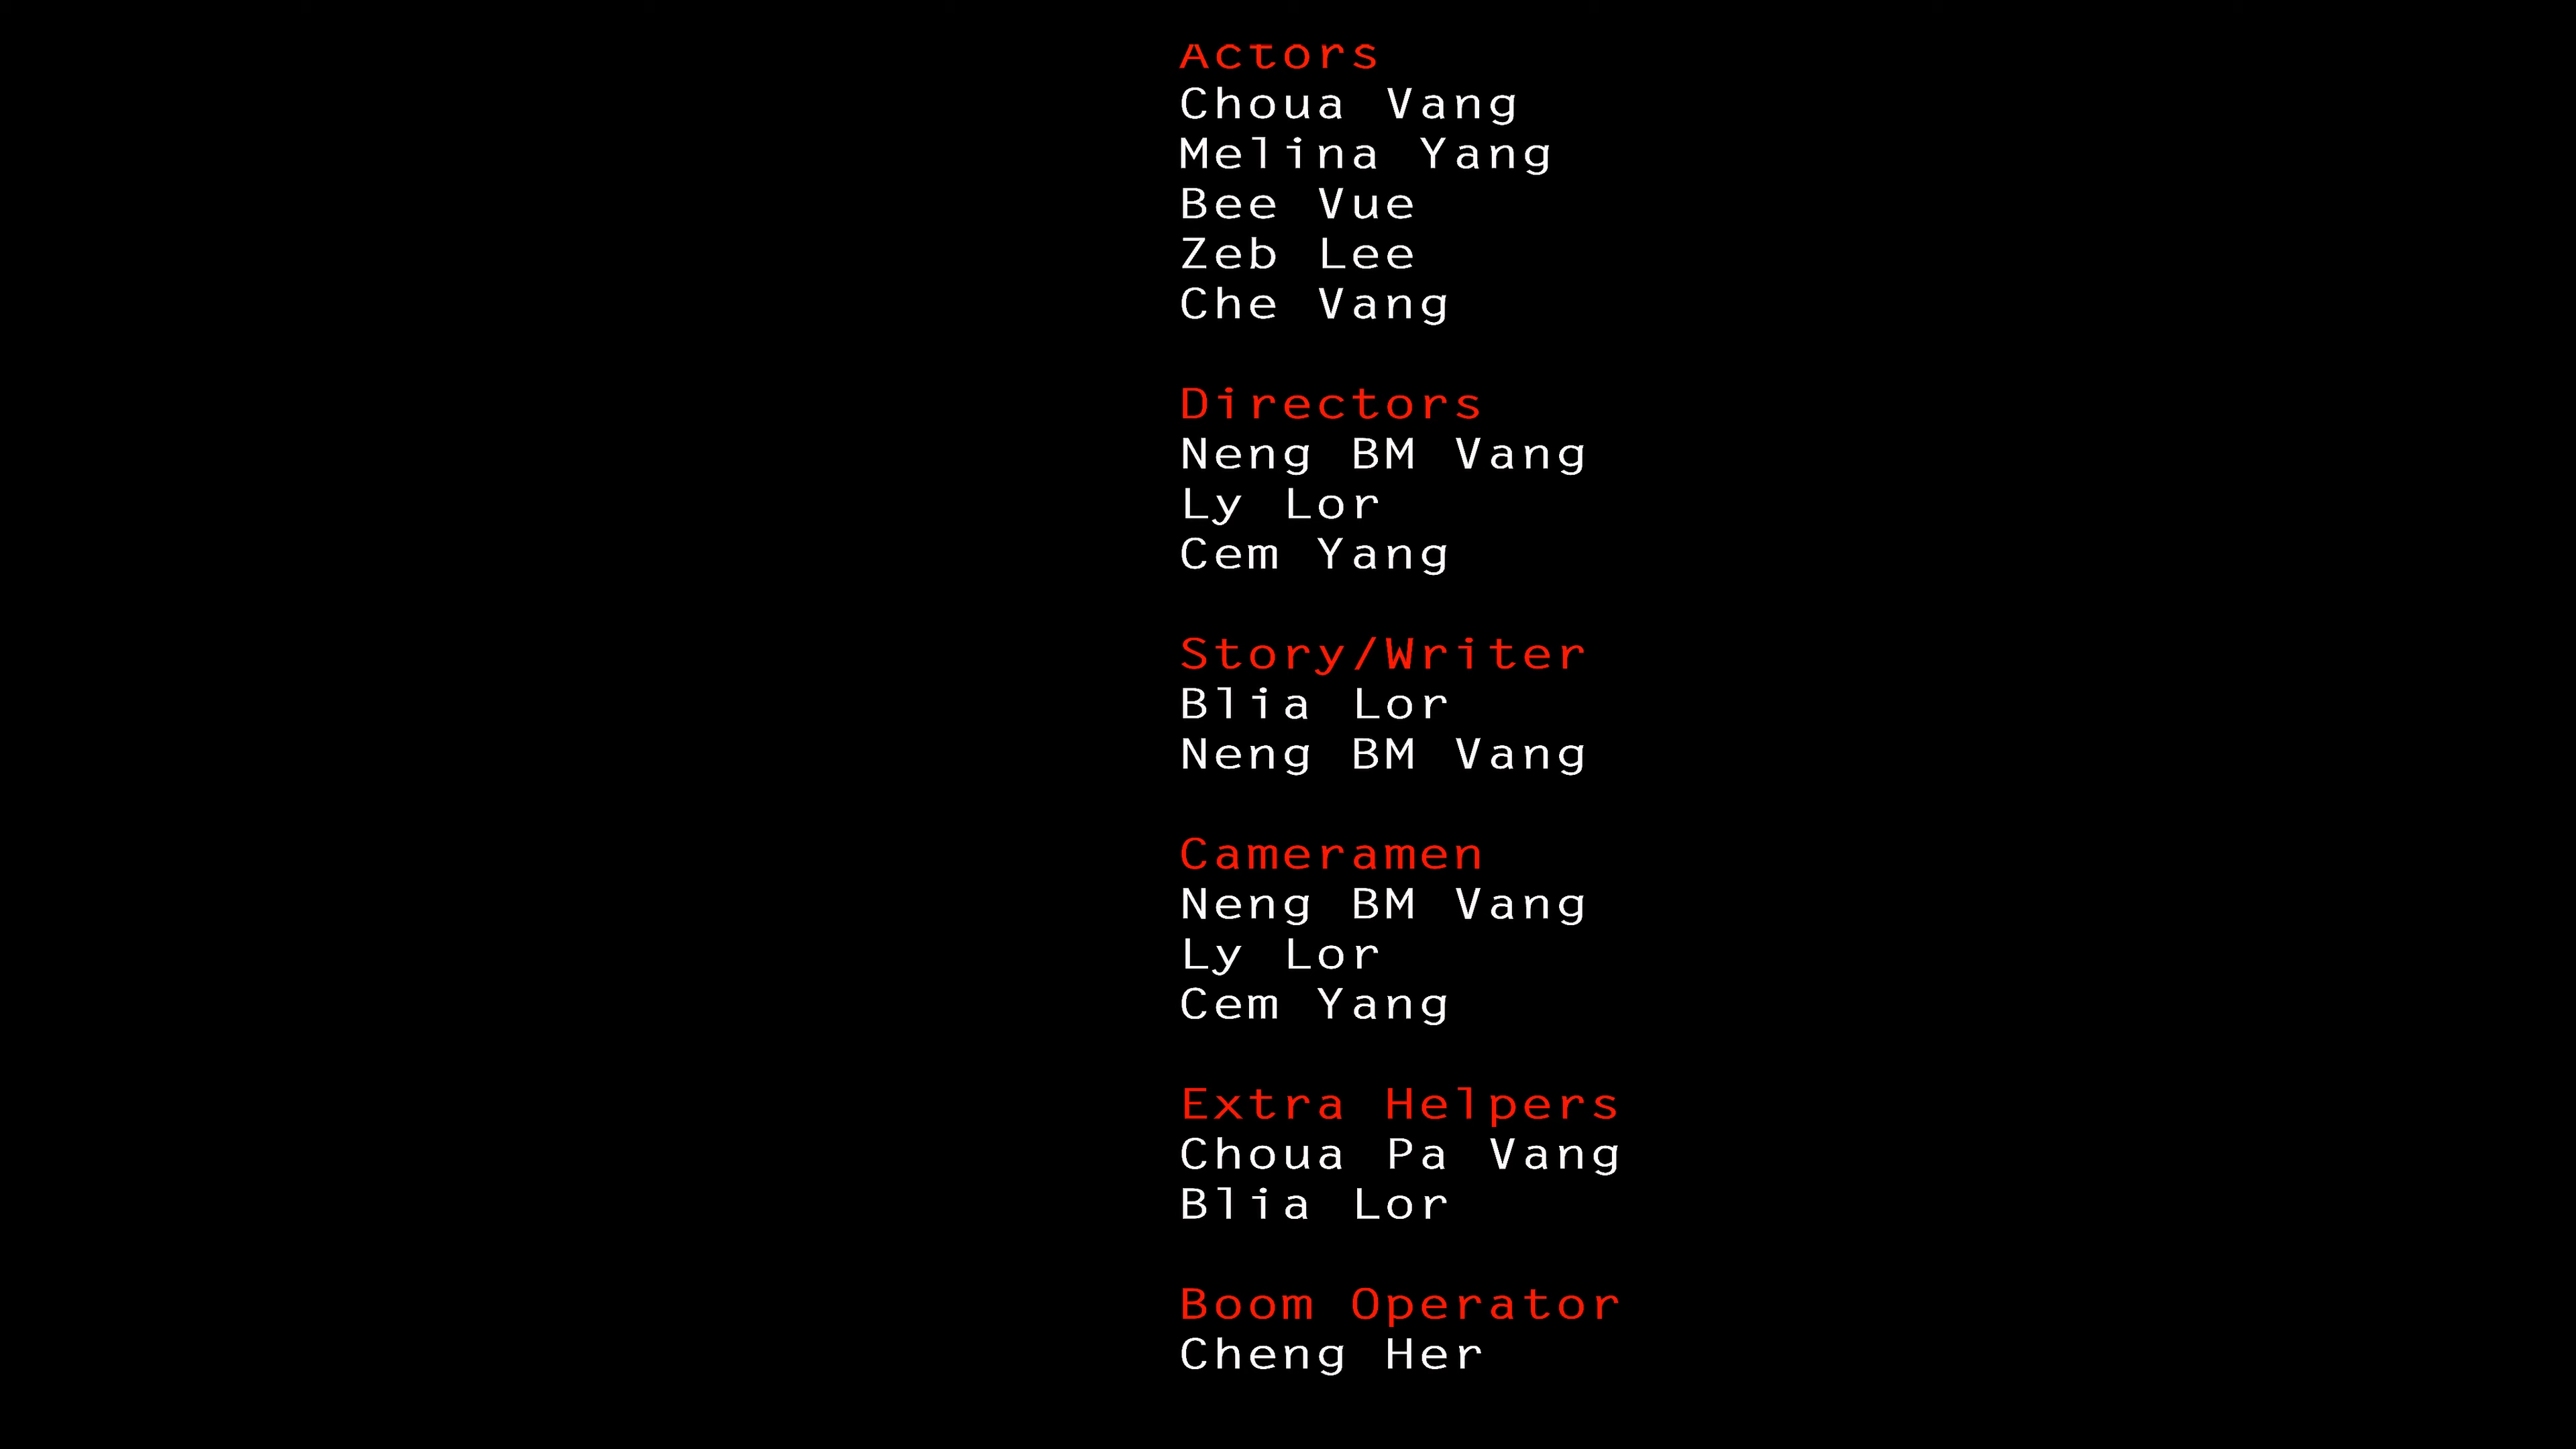 Actors
Choua Vang
Melina Yang
Bee Vue
Zeb Lee
Che Vang
Directors
Neng BM Vang
Ly Lor
Cem Yang
Story/Writer
Blia Lor
Neng BM Vang
Cameramen
Neng BM Vang
Ly Lor
Cem Yang
Extra Helpers
Choua Pa Vang
Blia Lor
Boom Operator
Cheng Her